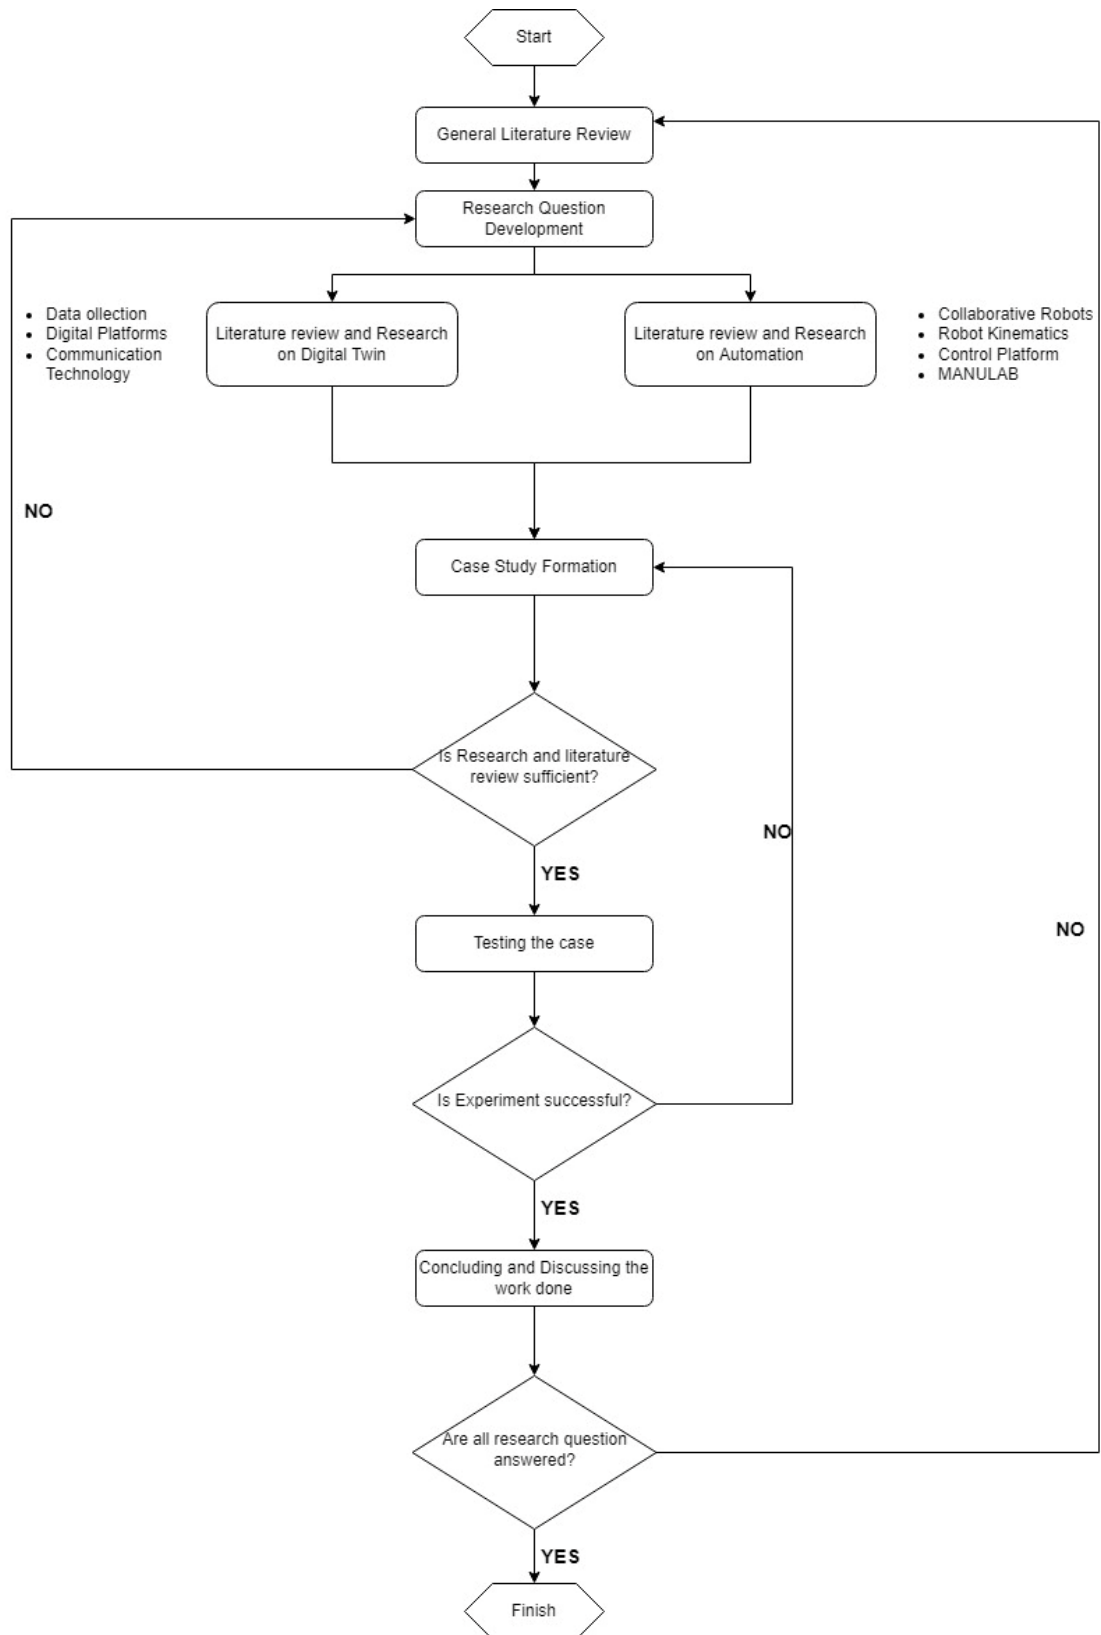 Start
General Literature Review
Research Question
Development
• Data ollection
• Digital Platforms
• Communication
Technology
Literature review and Research
on Digital Twin
Literature review and Research
on Automation
• Collaborative Robots
• Robot Kinematics
• Control Platform
• MANULAB
NO
Case Study Formation
Is Research and literature
review sufficient?
NO
YES
Testing the case
NO
Is Experiment successful?
YES
Concluding and Discussing the
work done
Are all research question
answered?
YES
Finish